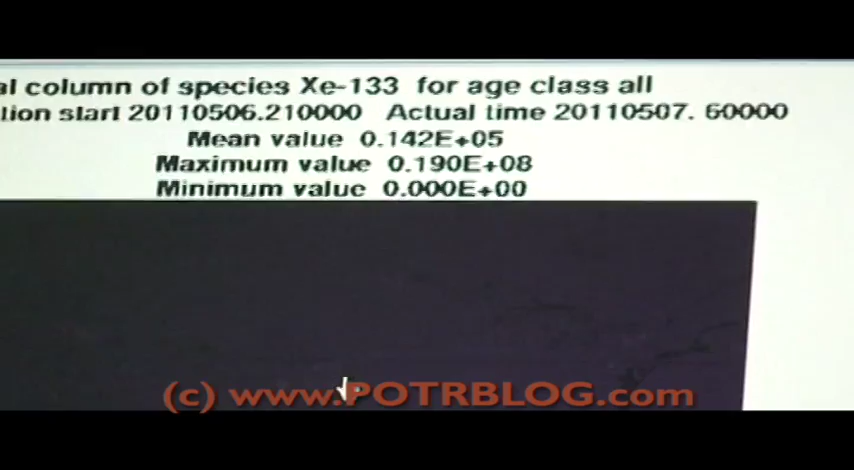 al column of species Xe-133 for age class all
tion start 20110506.210000 Actual time 20110507. 60000
Mean value 0.142E+05
Maximum value 0.190E+08
Minimum value 0.000E+00
(c) www.POTRBLOG.com